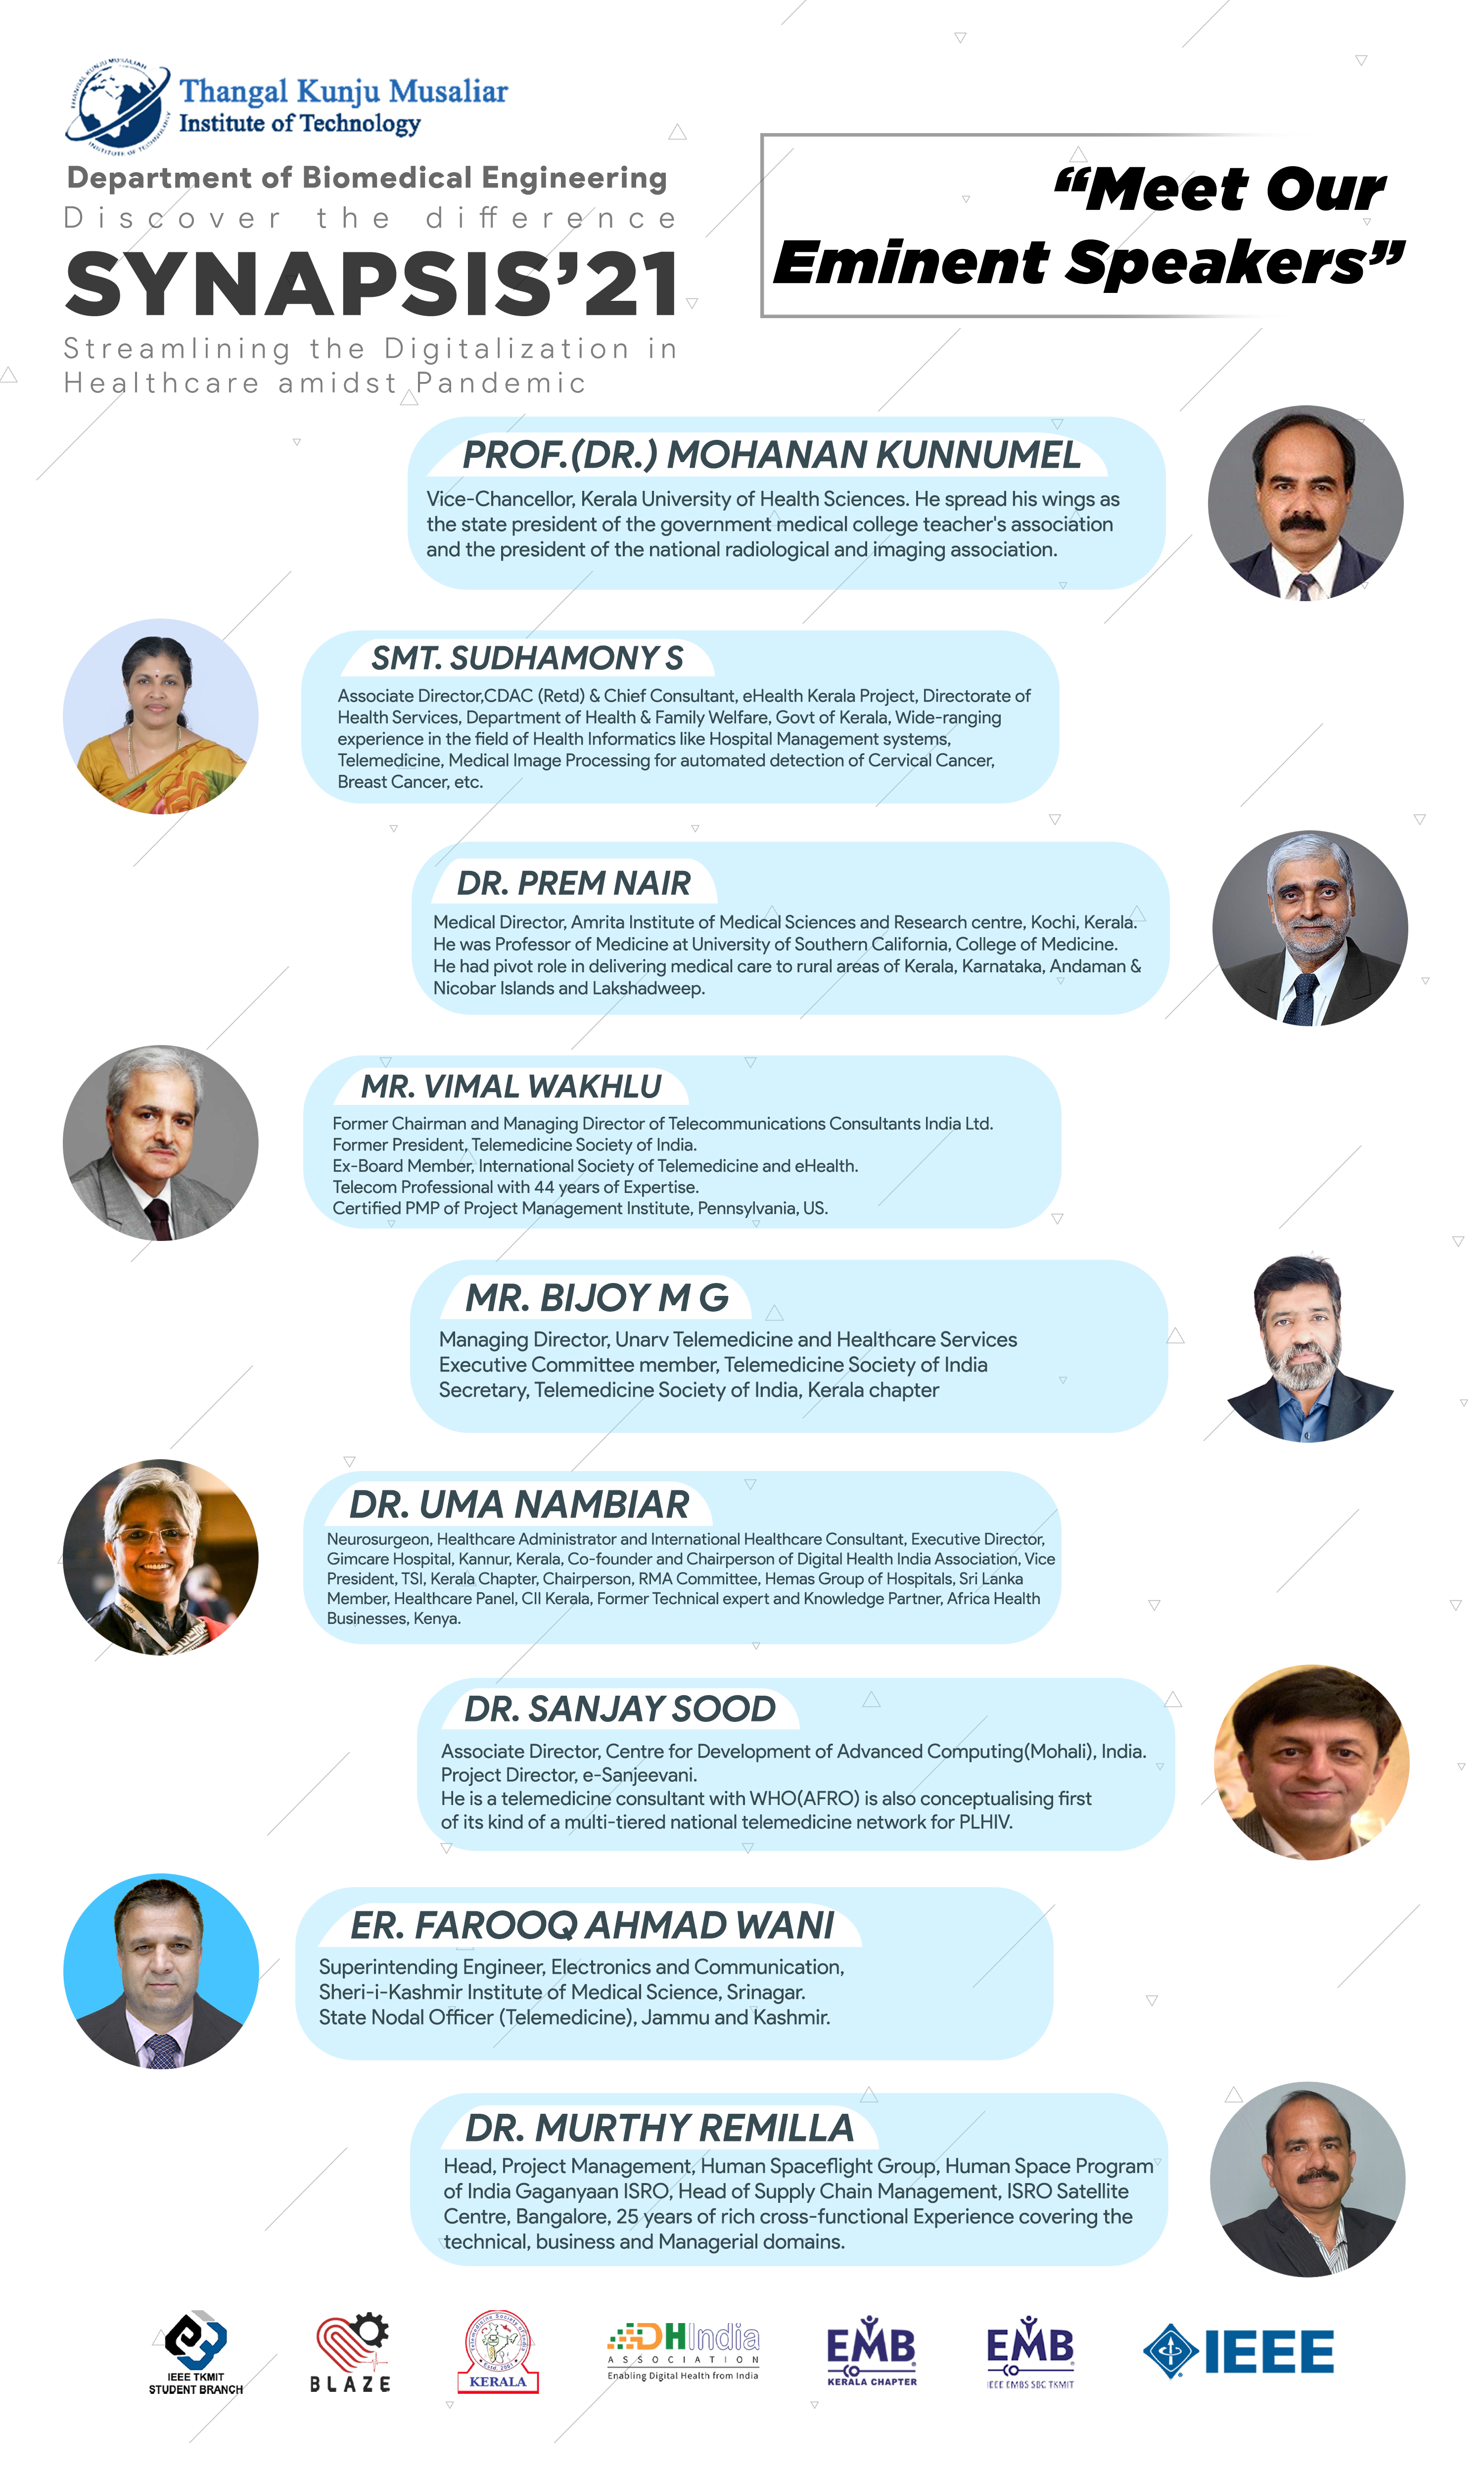 THANGAL KUNJU MUSALIAR
INSTITUTE OF TECHNOLOGY
Thangal Kunju Musaliar
Institute of Technology
Department of Biomedical Engineering
Discover the difference
SYNAPSIS’21
Streamlining the Digitalization in
Healthcare amidst Pandemic
“Meet Our
Eminent Speakers”
PROF.(DR.) MOHANAN KUNNUMEL
Vice-Chancellor, Kerala University of Health Sciences. He spread his wings as
the state president of the government medical college teacher's association
and the president of the national radiological and imaging association.
SMT. SUDHAMONY S
Associate Director,CDAC (Retd) & Chief Consultant, eHealth Kerala Project, Directorate of
Health Services, Department of Health & Family Welfare, Govt of Kerala, Wide-ranging
experience in the field of Health Informatics like Hospital Management systems,
Telemedicine, Medical Image Processing for automated detection of Cervical Cancer,
Breast Cancer, etc.
DR. PREM NAIR
Medical Director, Amrita Institute of Medical Sciences and Research centre, Kochi, Kerala.
He was Professor of Medicine at University of Southern California, College of Medicine.
He had pivot role in delivering medical care to rural areas of Kerala, Karnataka, Andaman &
Nicobar Islands and Lakshadweep.
MR. VIMAL WAKHLU
Former Chairman and Managing Director of Telecommunications Consultants India Ltd.
Former President, Telemedicine Society of India.
Ex-Board Member, International Society of Telemedicine and eHealth.
Telecom Professional with 44 years of Expertise.
Certified PMP of Project Management Institute, Pennsylvania, US.
MR. BIJOY M G
Managing Director, Unarv Telemedicine and Healthcare Services
Executive Committee member, Telemedicine Society of India
Secretary, Telemedicine Society of India, Kerala chapter
DR. UMA NAMBIAR
Neurosurgeon, Healthcare Administrator and International Healthcare Consultant, Executive Director,
Gimcare Hospital, Kannur, Kerala, Co-founder and Chairperson of Digital Health India Association, Vice
President, TSI, Kerala Chapter, Chairperson, RMA Committee, Hemas Group of Hospitals, Sri Lanka
Member, Healthcare Panel, CII Kerala, Former Technical expert and Knowledge Partner, Africa Health
Businesses, Kenya.
DR. SANJAY SOOD
Associate Director, Centre for Development of Advanced Computing(Mohali), India.
Project Director, e-Sanjeevani.
He is a telemedicine consultant with WHO(AFRO) is also conceptualising first
of its kind of a multi-tiered national telemedicine network for PLHIV.
ER. FAROOQ AHMAD WANI
Superintending Engineer, Electronics and Communication,
Sheri-i-Kashmir Institute of Medical Science, Srinagar.
State Nodal Officer (Telemedicine), Jammu and Kashmir.
DR. MURTHY REMILLA
Head, Project Management, Human Spaceflight Group, Human Space Program
of India Gaganyaan ISRO, Head of Supply Chain Management, ISRO Satellite
Centre, Bangalore, 25 years of rich cross-functional Experience covering the
technical, business and Managerial domains.
IEEE TKMIT
STUDENT BRANCH
BLAZE
Telemedicine Society of India
Estd 2001
KERALA
DHIndia
ASSOCIATION
Enabling Digital Health from India
EMB
KERALA CHAPTER
EMB
IEEE EMBS SBC TKMIT
IEEE